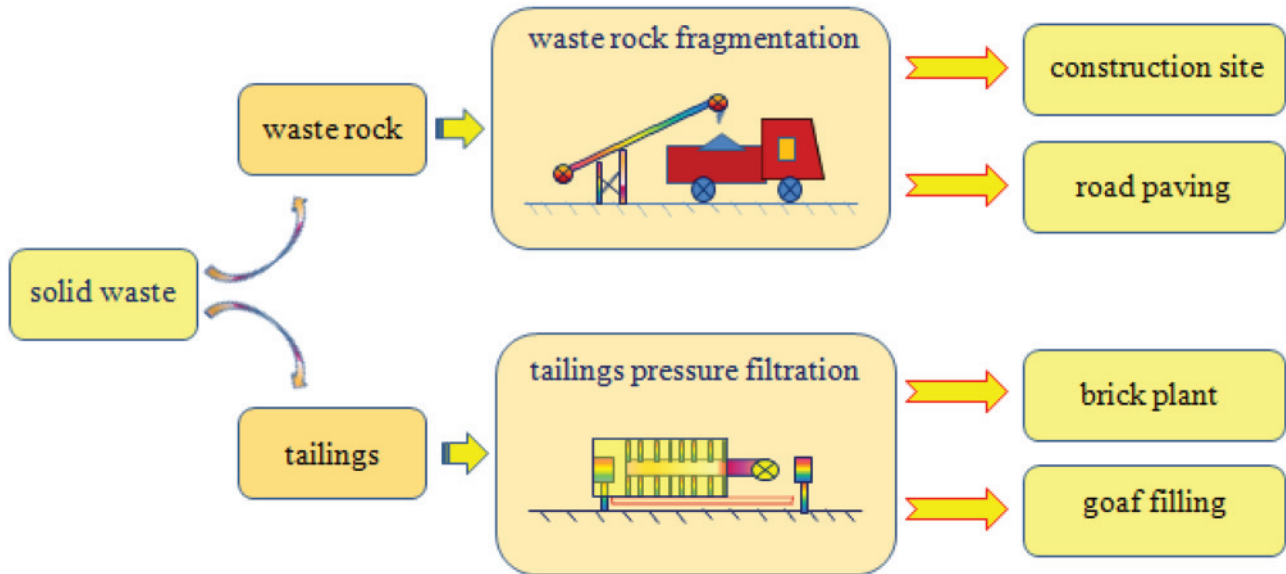 solid waste
waste rock
waste rock fragmentation
construction site
road paving
tailings
tailings pressure filtration
brick plant
goaf filling